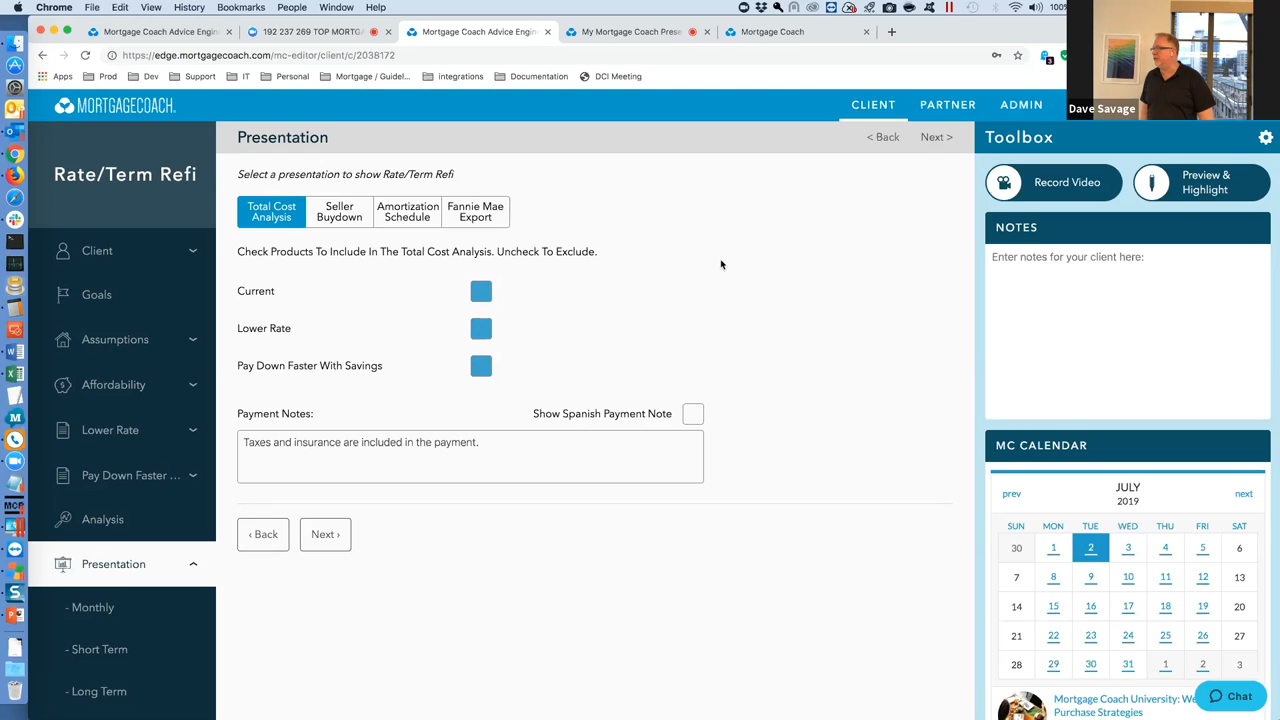 Chrome File Edit View History Bookmarks People Window Help
100%
Mortgage Coach Advice Engin
192 237 269 TOP MORTG
Mortgage Coach Advice Engin
My Mortgage Coach Prese
Mortgage Coach
https://edge.mortgagecoach.com/mc-editor/client/c/2038172
Apps Prod Dev Support IT Personal Mortgage / Guidel... integrations Documentation DCI Meeting
Dave Savage
MORTGAGECOACH.
CLIENT PARTNER ADMIN
Rate/Term Refi
Client
Goals
Assumptions
Affordability
Lower Rate
Pay Down Faster ...
Analysis
Presentation
- Monthly
- Short Term
- Long Term
Presentation
< Back Next >
Select a presentation to show Rate/Term Refi
Total Cost Analysis
Seller Buydown
Amortization Schedule
Fannie Mae Export
Check Products To Include In The Total Cost Analysis. Uncheck To Exclude.
Current
Lower Rate
Pay Down Faster With Savings
Payment Notes: Show Spanish Payment Note
Taxes and insurance are included in the payment.
‹ Back Next ›
Toolbox
Record Video
Preview & Highlight
NOTES
Enter notes for your client here:
MC CALENDAR
prev JULY next
2019
SUN MON TUE WED THU FRI SAT
30 1 2 3 4 5 6
7 8 9 10 11 12 13
14 15 16 17 18 19 20
21 22 23 24 25 26 27
28 29 30 31 1 2 3
Mortgage Coach University: We
Purchase Strategies
Chat